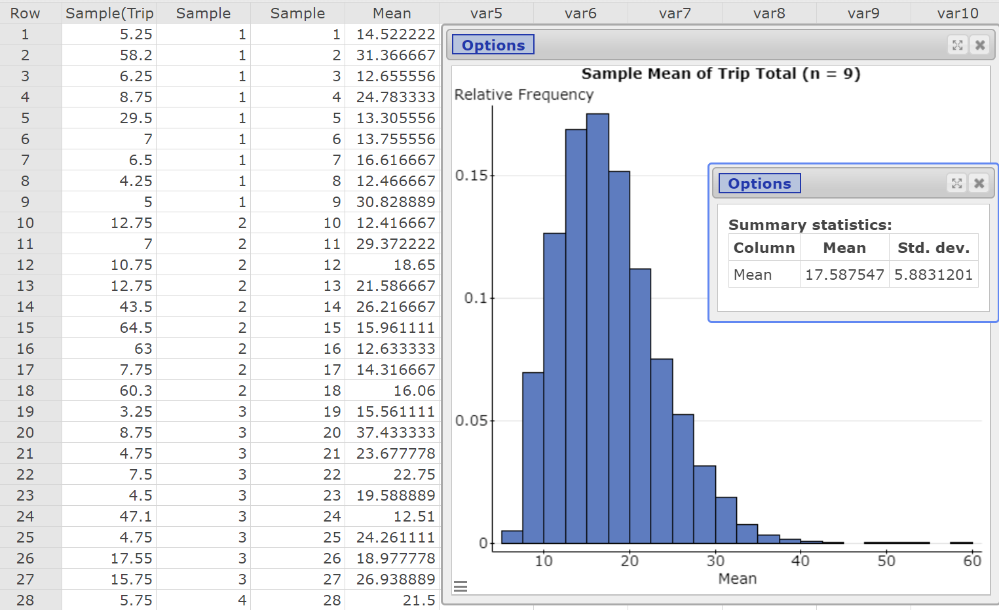 Row Sample(Trip Sample Sample Mean var5 var6 var7 var8 var9 var10
1 5.25 1 1 14.522222
2 58.2 1 2 31.366667
3 6.25 1 3 12.655556
4 8.75 1 4 24.783333
5 29.5 1 5 13.305556
6 7 1 6 13.755556
7 6.5 1 7 16.616667
8 4.25 1 8 12.466667
9 5 1 9 30.828889
10 12.75 2 10 12.416667
11 7 2 11 29.372222
12 10.75 2 12 18.65
13 12.75 2 13 21.586667
14 43.5 2 14 26.216667
15 64.5 2 15 15.961111
16 63 2 16 12.633333
17 7.75 2 17 14.316667
18 60.3 2 18 16.06
19 3.25 3 19 15.561111
20 8.75 3 20 37.433333
21 4.75 3 21 23.677778
22 7.5 3 22 22.75
23 4.5 3 23 19.588889
24 47.1 3 24 12.51
25 4.75 3 25 24.261111
26 17.55 3 26 18.977778
27 15.75 3 27 26.938889
28 5.75 4 28 21.5
Options
Sample Mean of Trip Total (n = 9)
Relative Frequency
0.15
0.1
0.05
0
10 20 30 40 50 60
Mean
Options
Summary statistics:
Column Mean Std. dev.
Mean 17.587547 5.8831201